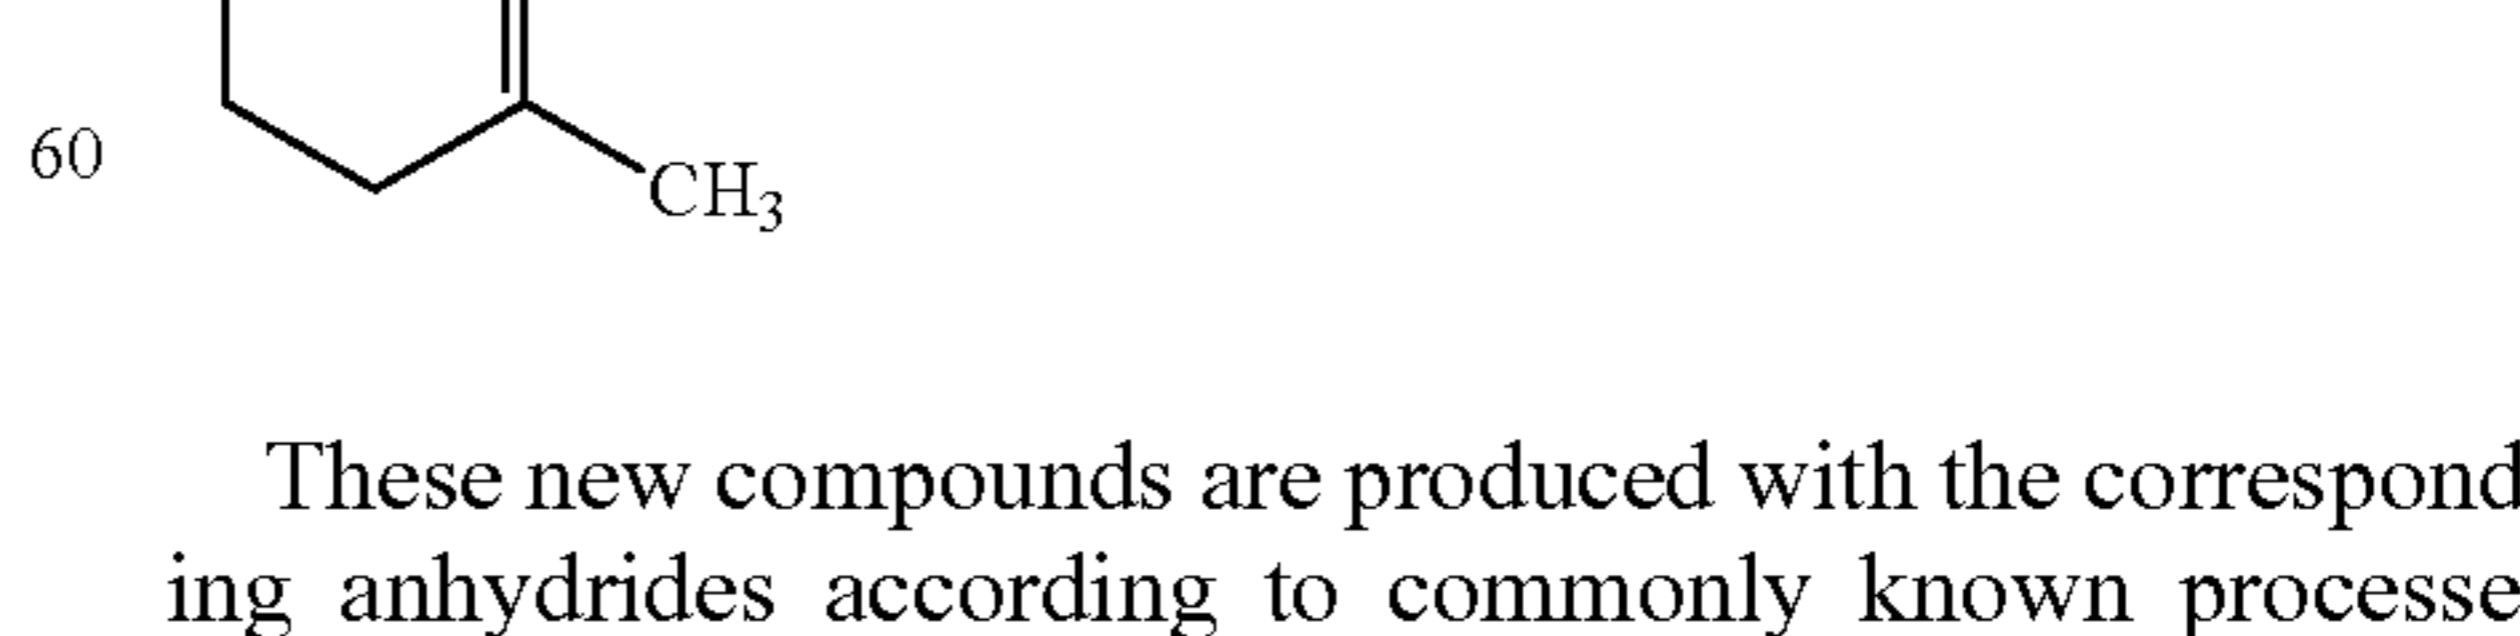 60
CH3
These new compounds are produced with the correspond
ing anhydrides according to commonly known processe